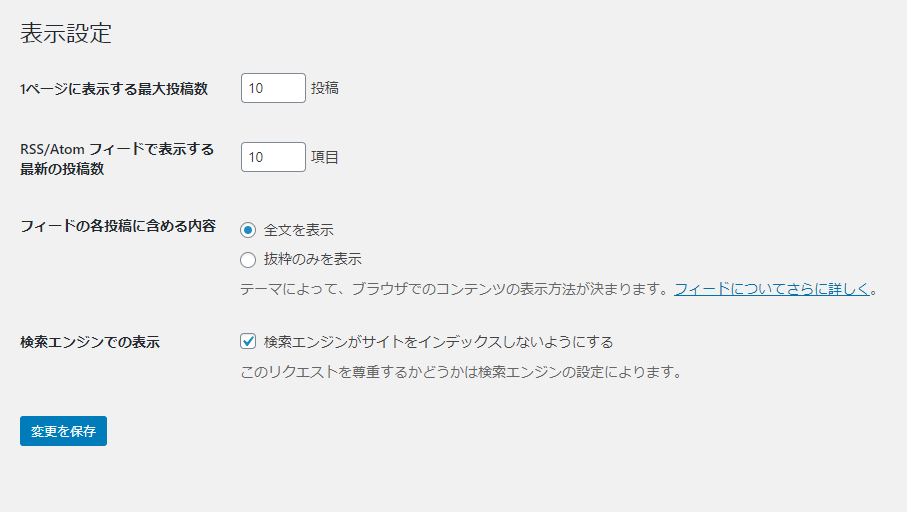 表示設定
1ページに表示する最大投稿数 10 投稿
RSS/Atom フィードで表示する
最新の投稿数 10 項目
フィードの各投稿に含める内容
全文を表示
抜粋のみを表示
テーマによって、ブラウザでのコンテンツの表示方法が決まります。フィードについてさらに詳しく。
検索エンジンでの表示 検索エンジンがサイトをインデックスしないようにする
このリクエストを尊重するかどうかは検索エンジンの設定によります。
変更を保存